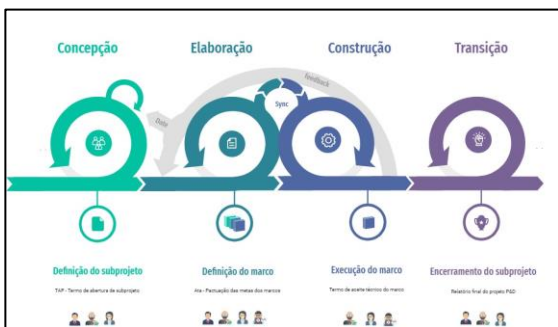 Concepção
Elaboração
Construção
Transição
Feedback
Sync
Data
Definição do subprojeto
Definição do marco
Execução do marco
Encerramento do subprojeto
TAP - Termo de abertura de subprojeto
Ata - Pactuação das metas dos marcos
Termo de aceite técnico do marco
Relatório final do projeto P&D